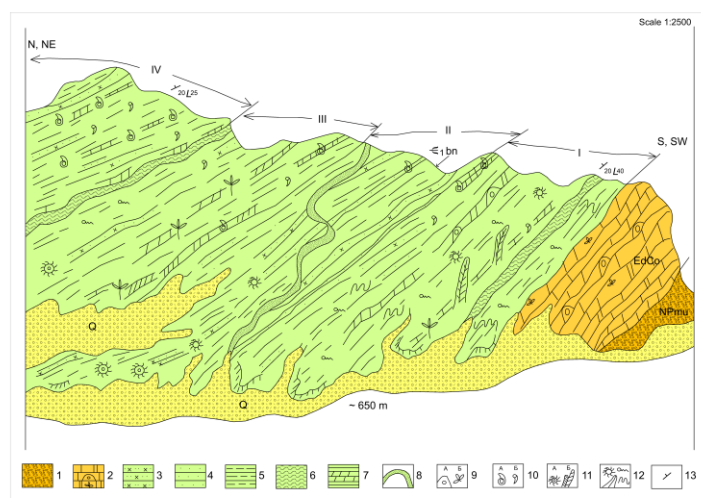 Scale 1:2500
N, NE
IV
20∠25
III
II
S, SW
I
∈1bn
20∠40
EdCo
NPmu
Q
Q
~ 650 m
А Б А Б А Б А Б
1 2 3 4 5 6 7 8 9 10 11 12 13